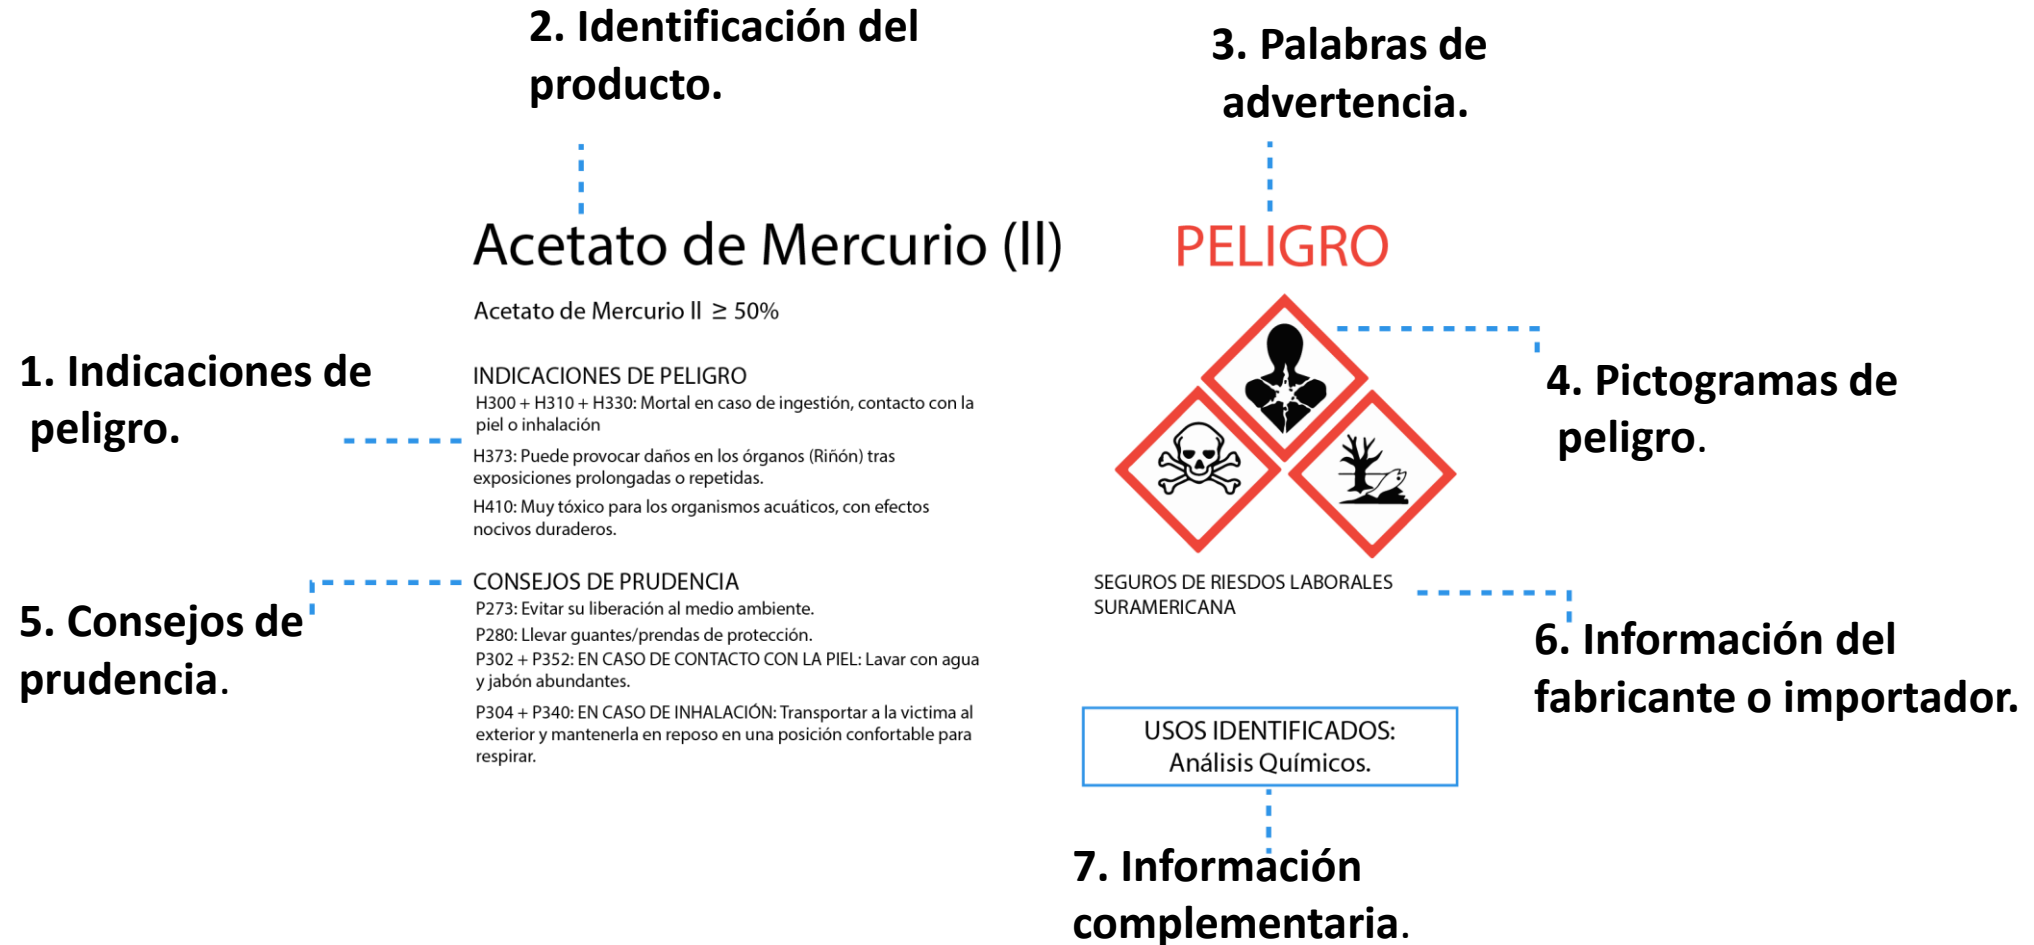 2. Identificación del
producto.
3. Palabras de
advertencia.
Acetato de Mercurio (ll)
PELIGRO
Acetato de Mercurio ll ≥ 50%
1. Indicaciones de
peligro.
INDICACIONES DE PELIGRO
H300 + H310 + H330: Mortal en caso de ingestión, contacto con la
piel o inhalación
H373: Puede provocar daños en los órganos (Riñón) tras
exposiciones prolongadas o repetidas.
H410: Muy tóxico para los organismos acuáticos, con efectos
nocivos duraderos.
4. Pictogramas de
peligro.
5. Consejos de
prudencia.
CONSEJOS DE PRUDENCIA
P273: Evitar su liberación al medio ambiente.
P280: Llevar guantes/prendas de protección.
P302 + P352: EN CASO DE CONTACTO CON LA PIEL: Lavar con agua
y jabón abundantes.
P304 + P340: EN CASO DE INHALACIÓN: Transportar a la victima al
exterior y mantenerla en reposo en una posición confortable para
respirar.
SEGUROS DE RIESDOS LABORALES
SURAMERICANA
6. Información del
fabricante o importador.
USOS IDENTIFICADOS:
Análisis Químicos.
7. Información
complementaria.